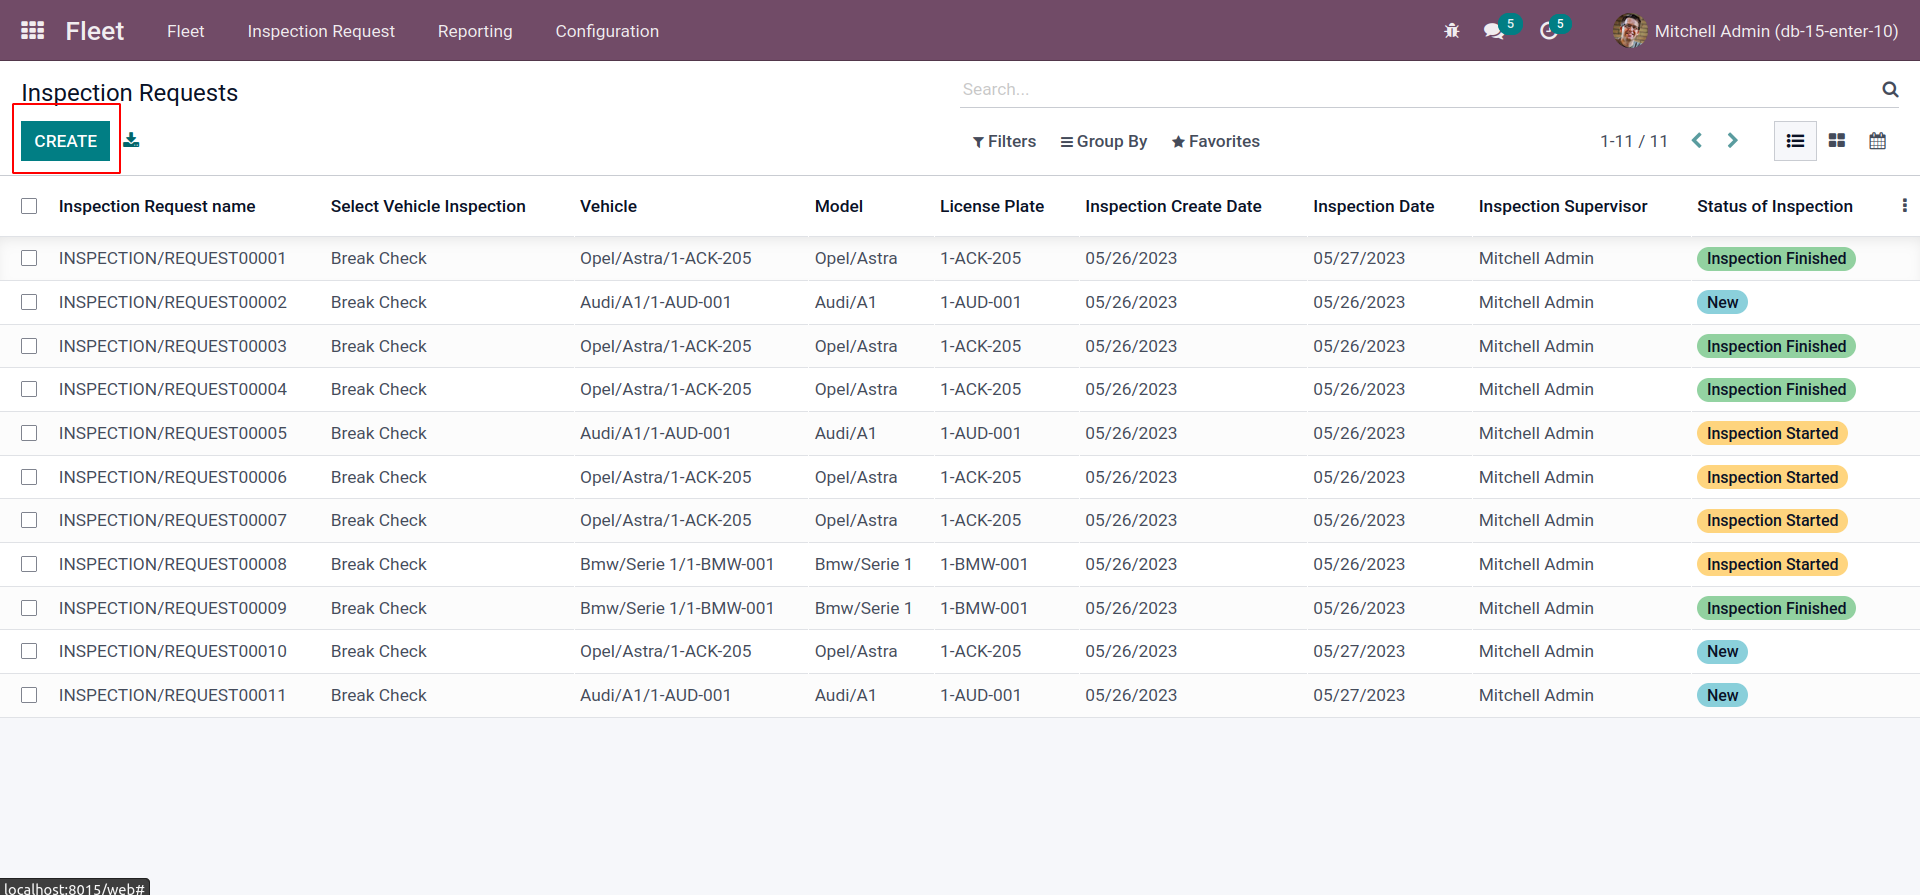 Fleet Fleet Inspection Request Reporting Configuration 5 5 Mitchell Admin (db-15-enter-10)
Inspection Requests Search...
CREATE Filters Group By Favorites 1-11 / 11
Inspection Request name Select Vehicle Inspection Vehicle Model License Plate Inspection Create Date Inspection Date Inspection Supervisor Status of Inspection
INSPECTION/REQUEST00001 Break Check Opel/Astra/1-ACK-205 Opel/Astra 1-ACK-205 05/26/2023 05/27/2023 Mitchell Admin Inspection Finished
INSPECTION/REQUEST00002 Break Check Audi/A1/1-AUD-001 Audi/A1 1-AUD-001 05/26/2023 05/26/2023 Mitchell Admin New
INSPECTION/REQUEST00003 Break Check Opel/Astra/1-ACK-205 Opel/Astra 1-ACK-205 05/26/2023 05/26/2023 Mitchell Admin Inspection Finished
INSPECTION/REQUEST00004 Break Check Opel/Astra/1-ACK-205 Opel/Astra 1-ACK-205 05/26/2023 05/26/2023 Mitchell Admin Inspection Finished
INSPECTION/REQUEST00005 Break Check Audi/A1/1-AUD-001 Audi/A1 1-AUD-001 05/26/2023 05/26/2023 Mitchell Admin Inspection Started
INSPECTION/REQUEST00006 Break Check Opel/Astra/1-ACK-205 Opel/Astra 1-ACK-205 05/26/2023 05/26/2023 Mitchell Admin Inspection Started
INSPECTION/REQUEST00007 Break Check Opel/Astra/1-ACK-205 Opel/Astra 1-ACK-205 05/26/2023 05/26/2023 Mitchell Admin Inspection Started
INSPECTION/REQUEST00008 Break Check Bmw/Serie 1/1-BMW-001 Bmw/Serie 1 1-BMW-001 05/26/2023 05/26/2023 Mitchell Admin Inspection Started
INSPECTION/REQUEST00009 Break Check Bmw/Serie 1/1-BMW-001 Bmw/Serie 1 1-BMW-001 05/26/2023 05/26/2023 Mitchell Admin Inspection Finished
INSPECTION/REQUEST00010 Break Check Opel/Astra/1-ACK-205 Opel/Astra 1-ACK-205 05/26/2023 05/27/2023 Mitchell Admin New
INSPECTION/REQUEST00011 Break Check Audi/A1/1-AUD-001 Audi/A1 1-AUD-001 05/26/2023 05/27/2023 Mitchell Admin New
localhost:8015/web#